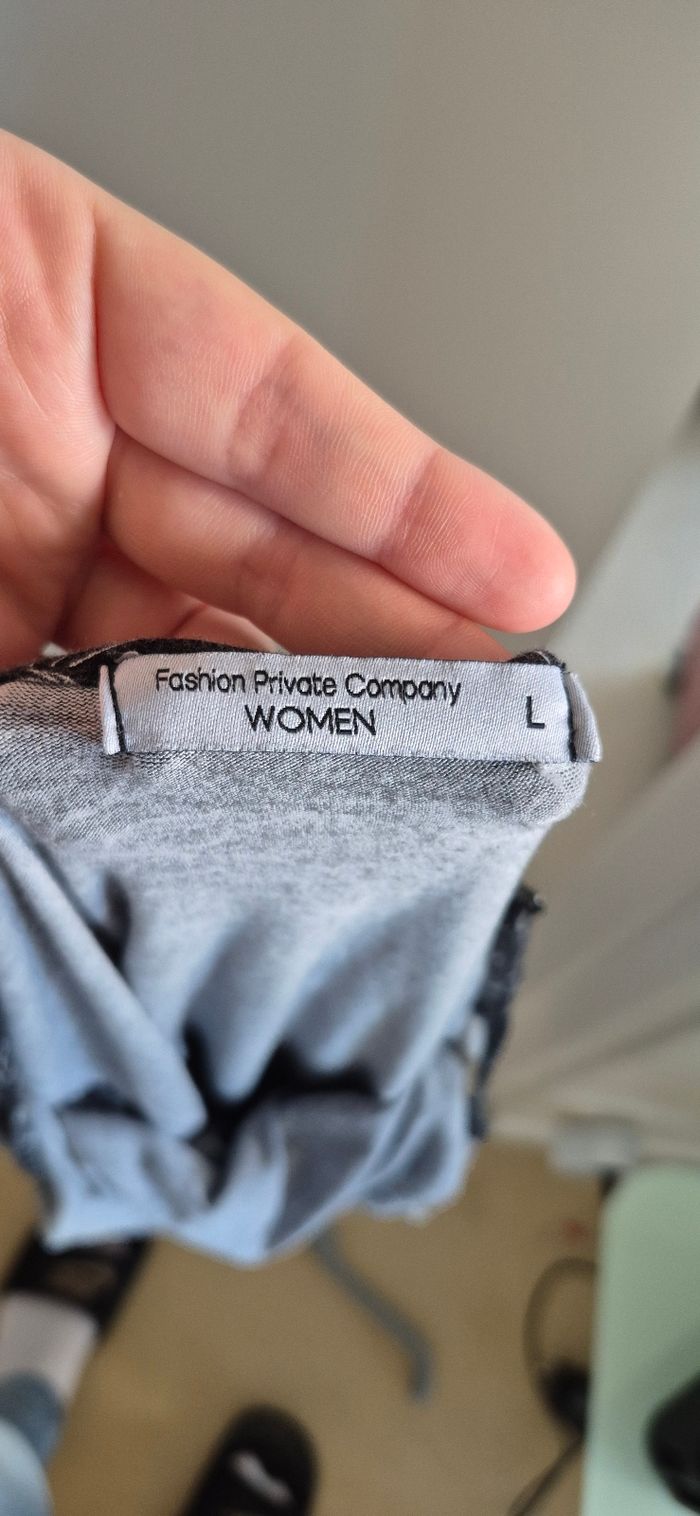 Fashion Private Company
WOMEN
L